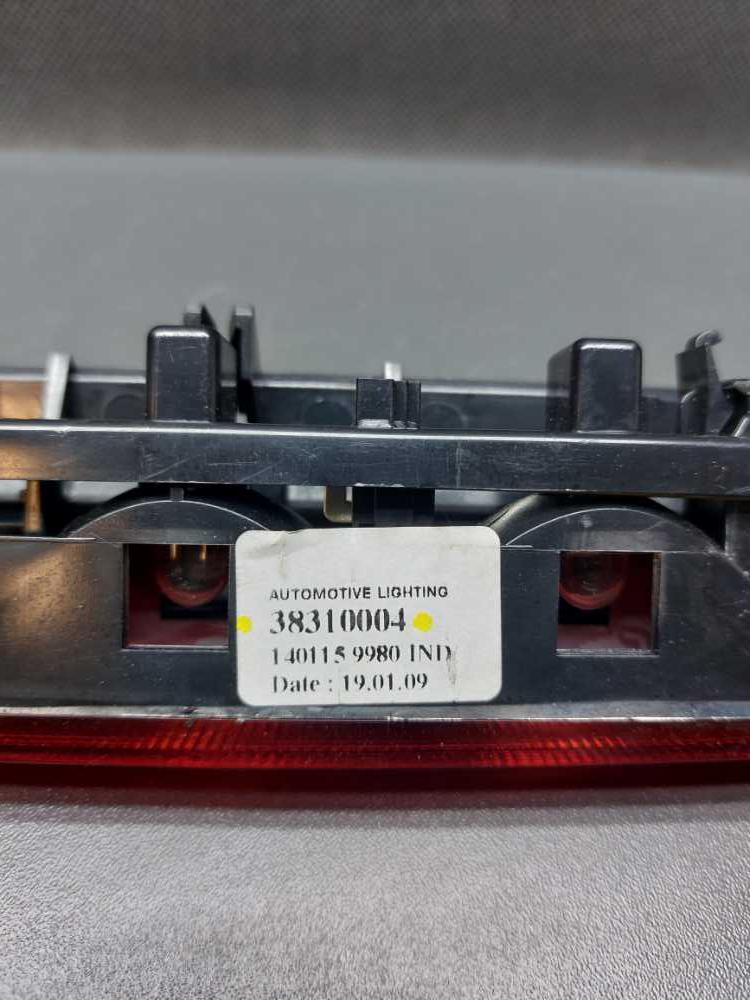 AUTOMOTIVE LIGHTING
38310004
140115 9980 IND
Date : 19.01.09